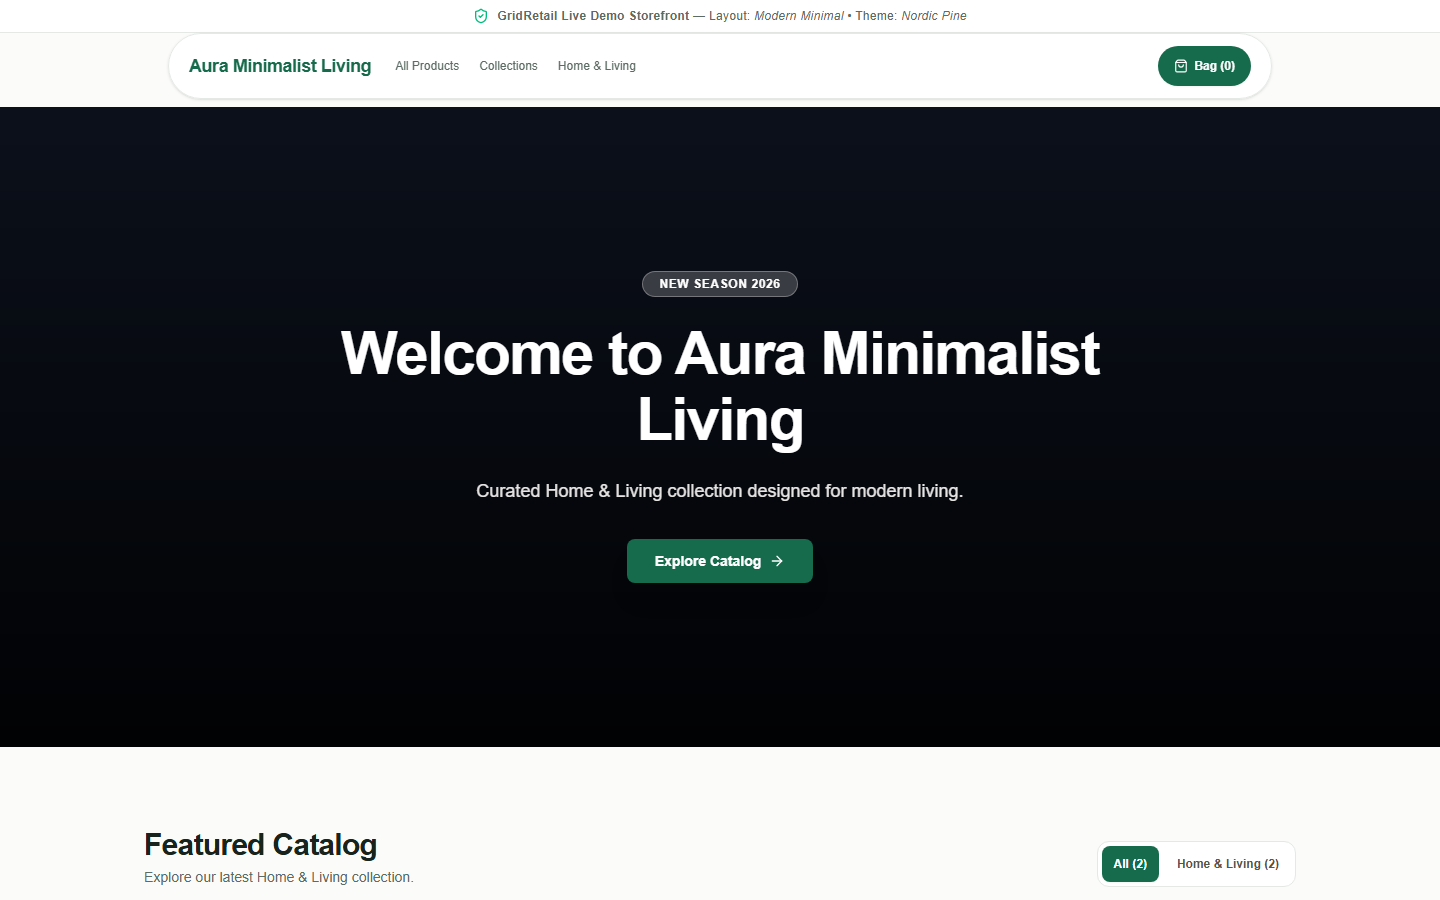 GridRetail Live Demo Storefront — Layout: Modern Minimal • Theme: Nordic Pine
Aura Minimalist Living
All Products
Collections
Home & Living
Bag (0)
NEW SEASON 2026
Welcome to Aura Minimalist
Living
Curated Home & Living collection designed for modern living.
Explore Catalog
Featured Catalog
Explore our latest Home & Living collection.
All (2)
Home & Living (2)